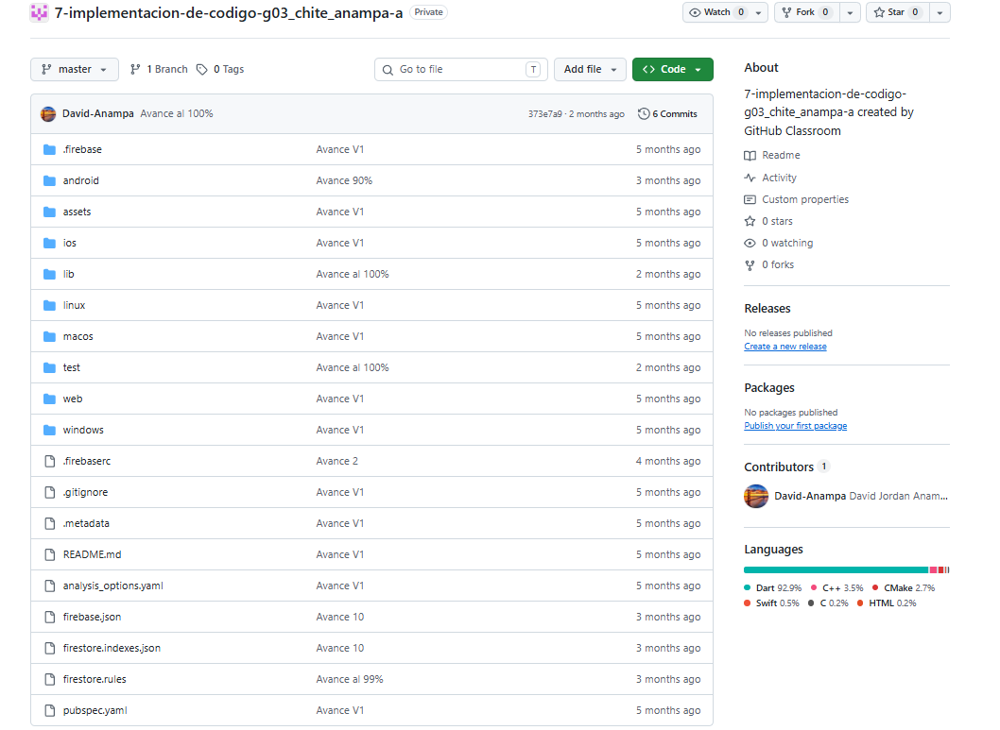 7-implementacion-de-codigo-g03_chite_anampa-a Private Watch 0 Fork 0 Star 0
master 1 Branch 0 Tags Go to file T Add file Code
David-Anampa Avance al 100% 373e7a9 · 2 months ago 6 Commits
.firebase Avance V1 5 months ago
android Avance 90% 3 months ago
assets Avance V1 5 months ago
ios Avance V1 5 months ago
lib Avance al 100% 2 months ago
linux Avance V1 5 months ago
macos Avance V1 5 months ago
test Avance al 100% 2 months ago
web Avance V1 5 months ago
windows Avance V1 5 months ago
.firebaserc Avance 2 4 months ago
.gitignore Avance V1 5 months ago
.metadata Avance V1 5 months ago
README.md Avance V1 5 months ago
analysis_options.yaml Avance V1 5 months ago
firebase.json Avance 10 3 months ago
firestore.indexes.json Avance 10 3 months ago
firestore.rules Avance al 99% 3 months ago
pubspec.yaml Avance V1 5 months ago
About
7-implementacion-de-codigo-
g03_chite_anampa-a created by
GitHub Classroom
Readme
Activity
Custom properties
0 stars
0 watching
0 forks
Releases
No releases published
Create a new release
Packages
No packages published
Publish your first package
Contributors 1
David-Anampa David Jordan Anam...
Languages
Dart 92.9% C++ 3.5% CMake 2.7%
Swift 0.5% C 0.2% HTML 0.2%